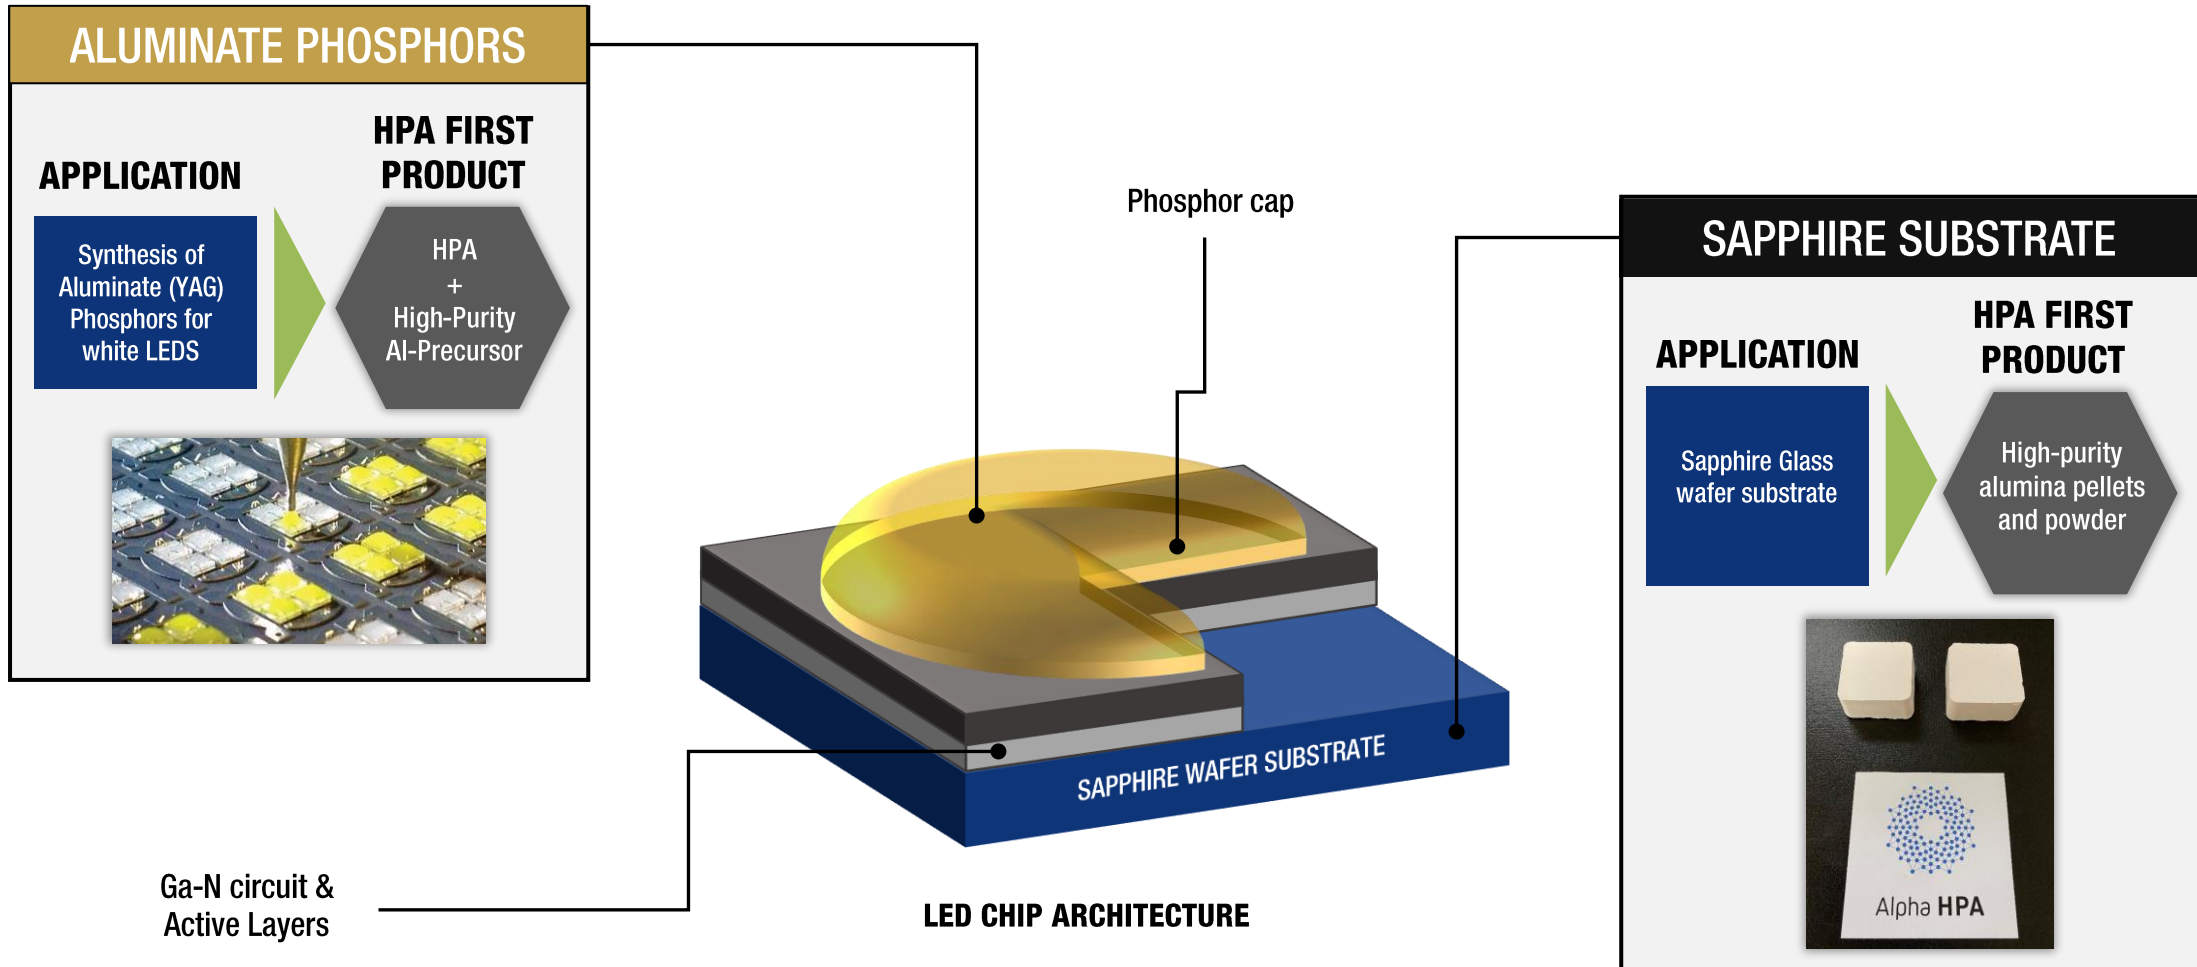 ALUMINATE PHOSPHORS
APPLICATION
HPA FIRST
PRODUCT
Synthesis of
Aluminate (YAG)
Phosphors for
white LEDS
HPA
+
High-Purity
Al-Precursor
Phosphor cap
SAPPHIRE SUBSTRATE
APPLICATION
HPA FIRST
PRODUCT
Sapphire Glass
wafer substrate
High-purity
alumina pellets
and powder
Alpha HPA
SAPPHIRE WAFER SUBSTRATE
Ga-N circuit &
Active Layers
LED CHIP ARCHITECTURE